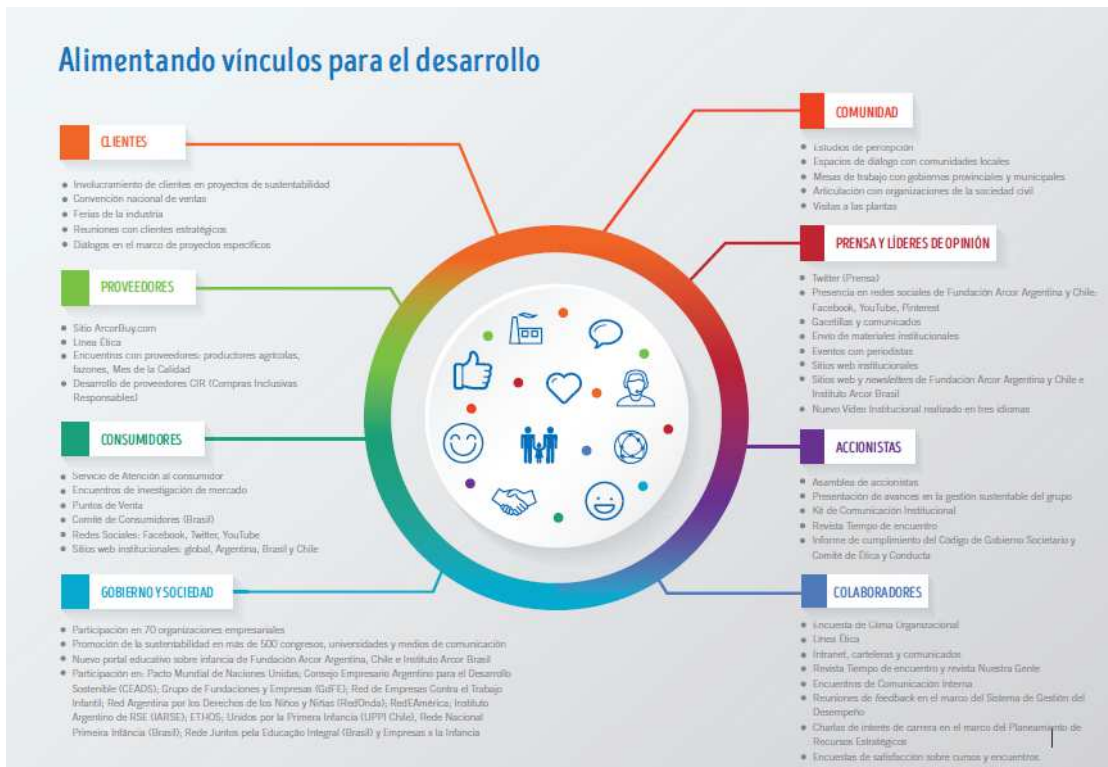 Alimentando vínculos para el desarrollo
CLIENTES
● Involucramiento de clientes en proyectos de sustentabilidad
● Convención nacional de ventas
● Ferias de la industria
● Reuniones con clientes estratégicos
● Diálogos en el marco de proyectos específicos
PROVEEDORES
● Sitio ArcorBuy.com
● Línea Ética
● Encuentros con proveedores: productores agrícolas,
fazones, Mes de la Calidad
● Desarrollo de proveedores CIR (Compras Inclusivas
Responsables)
CONSUMIDORES
● Servicio de Atención al consumidor
● Encuentros de investigación de mercado
● Puntos de Venta
● Comité de Consumidores (Brasil)
● Redes Sociales: Facebook, Twitter, YouTube
● Sitios web institucionales: global, Argentina, Brasil y Chile
GOBIERNO Y SOCIEDAD
● Participación en 70 organizaciones empresariales
● Promoción de la sustentabilidad en más de 500 congresos, universidades y medios de comunicación
● Nuevo portal educativo sobre infancia de Fundación Arcor Argentina, Chile e Instituto Arcor Brasil
● Participación en: Pacto Mundial de Naciones Unidas; Consejo Empresario Argentino para el Desarrollo
Sostenible (CEADS); Grupo de Fundaciones y Empresas (GdFE); Red de Empresas Contra el Trabajo
Infantil; Red Argentina por los Derechos de los Niños y Niñas (RedOnda); RedEAmérica; Instituto
Argentino de RSE (IARSE); ETHOS; Unidos por la Primera Infancia (UPPI Chile), Rede Nacional
Primeira Infância (Brasil); Rede Juntos pela Educação Integral (Brasil) y Empresas x la Infancia
COMUNIDAD
● Estudios de percepción
● Espacios de diálogo con comunidades locales
● Mesas de trabajo con gobiernos provinciales y municipales
● Articulación con organizaciones de la sociedad civil
● Visitas a las plantas
PRENSA Y LÍDERES DE OPINIÓN
● Twitter (Prensa)
● Presencia en redes sociales de Fundación Arcor Argentina y Chile:
Facebook, YouTube, Pinterest
● Gacetillas y comunicados
● Envío de materiales institucionales
● Eventos con periodistas
● Sitios web institucionales
● Sitios web y newsletters de Fundación Arcor Argentina y Chile e
Instituto Arcor Brasil
● Nuevo Video Institucional realizado en tres idiomas
ACCIONISTAS
● Asamblea de accionistas
● Presentación de avances en la gestión sustentable del grupo
● Kit de Comunicación Institucional
● Revista Tiempo de encuentro
● Informe de cumplimiento del Código de Gobierno Societario y
Comité de Ética y Conducta
COLABORADORES
● Encuesta de Clima Organizacional
● Línea Ética
● Intranet, carteleras y comunicados
● Revista Tiempo de encuentro y revista Nuestra Gente
● Encuentros de Comunicación Interna
● Reuniones de feedback en el marco del Sistema de Gestión del
Desempeño
● Charlas de interés de carrera en el marco del Planeamiento de
Recursos Estratégicos
● Encuestas de satisfacción sobre cursos y encuentros.